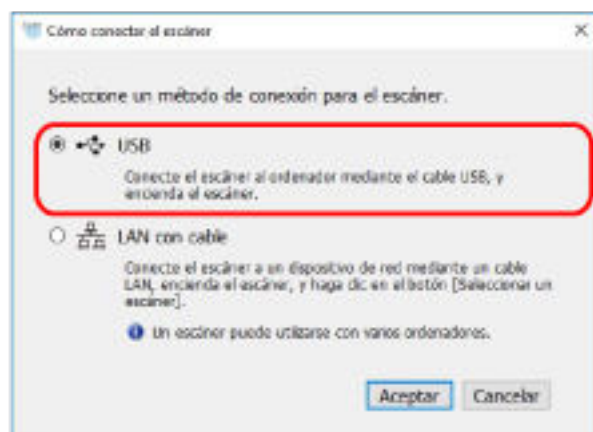 Cómo conectar el escáner
Seleccione un método de conexión para el escáner.
USB
Conecte el escáner al ordenador mediante el cable USB, y
encienda el escáner.
LAN con cable
Conecte el escáner a un dispositivo de red mediante un cable
LAN, encienda el escáner, y haga clic en el botón [Seleccionar un
escáner].
Un escáner puede utilizarse con varios ordenadores.
Aceptar
Cancelar